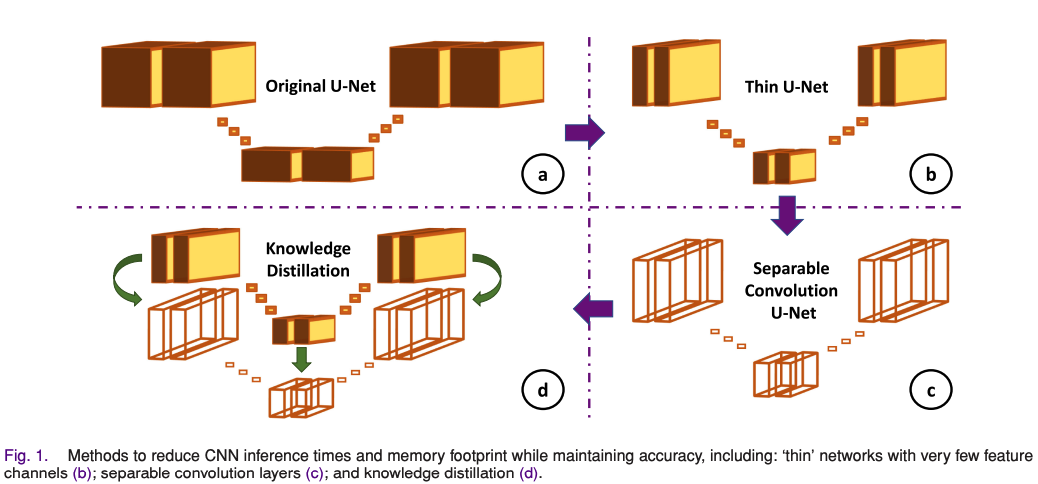 Original U-Net
a
Thin U-Net
b
Separable
Convolution
U-Net
c
Knowledge
Distillation
d
Fig. 1. Methods to reduce CNN inference times and memory footprint while maintaining accuracy, including: ‘thin’ networks with very few feature
channels (b); separable convolution layers (c); and knowledge distillation (d).